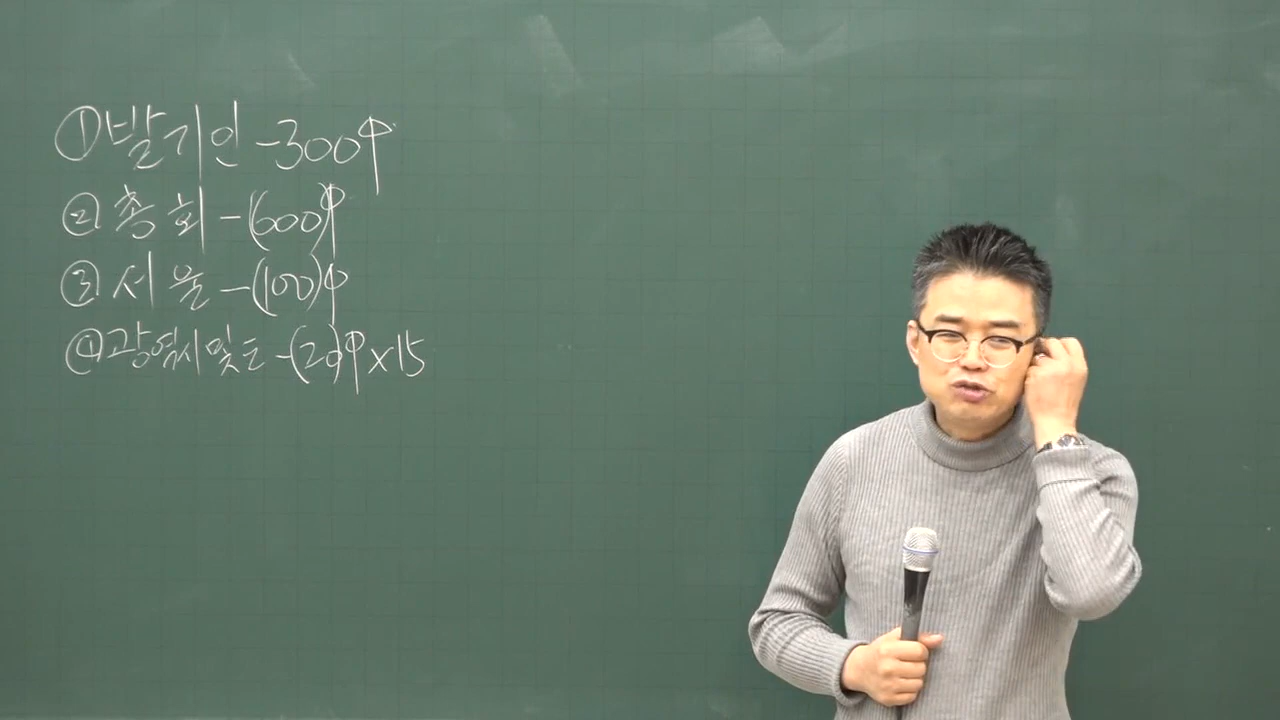 ① 발기인 - 300↑
② 총회 - (600)↑
③ 서울 - (100)↑
④ 광역시 및 도 - (20)↑ × 15